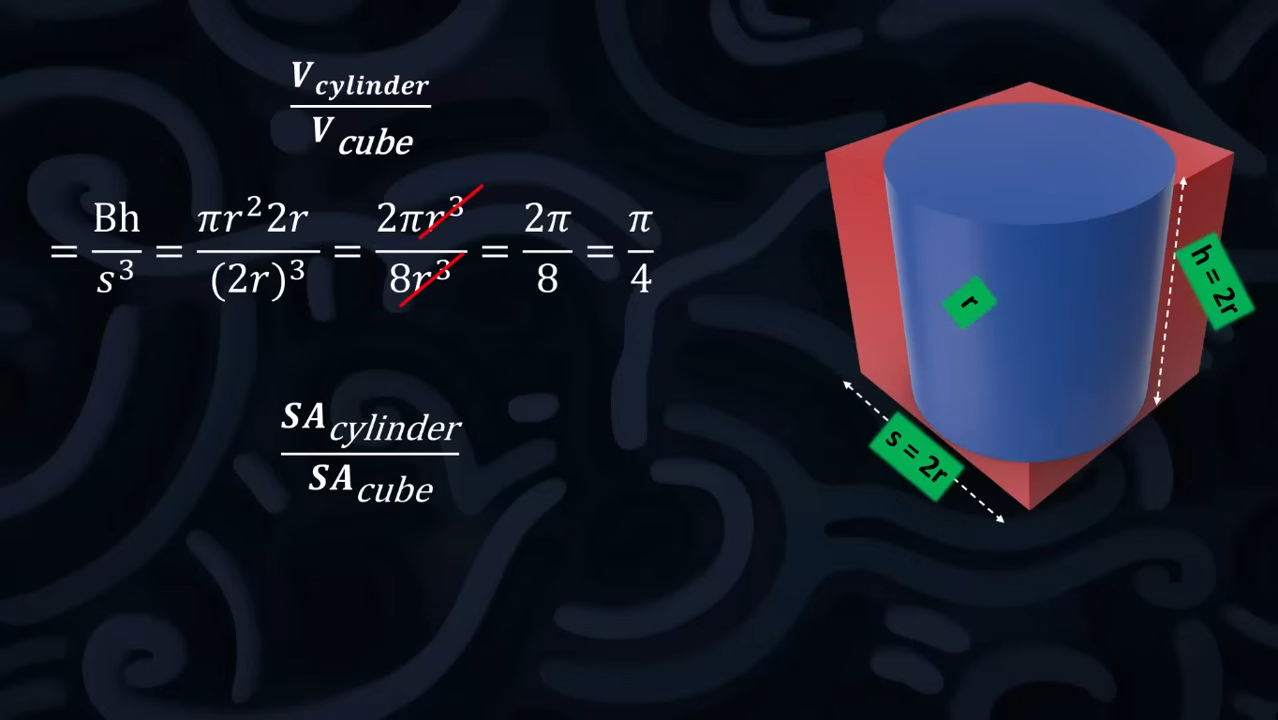 V_cylinder / V_cube
= Bh / s³ = πr²2r / (2r)³ = 2πr³ / 8r³ = 2π / 8 = π / 4
SA_cylinder / SA_cube
r
h = 2r
s = 2r